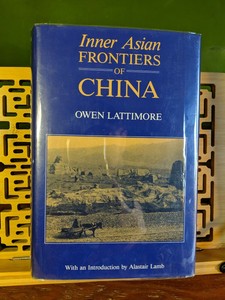 Inner Asian
FRONTIERS
OF
CHINA
OWEN LATTIMORE
With an Introduction by Alastair Lamb